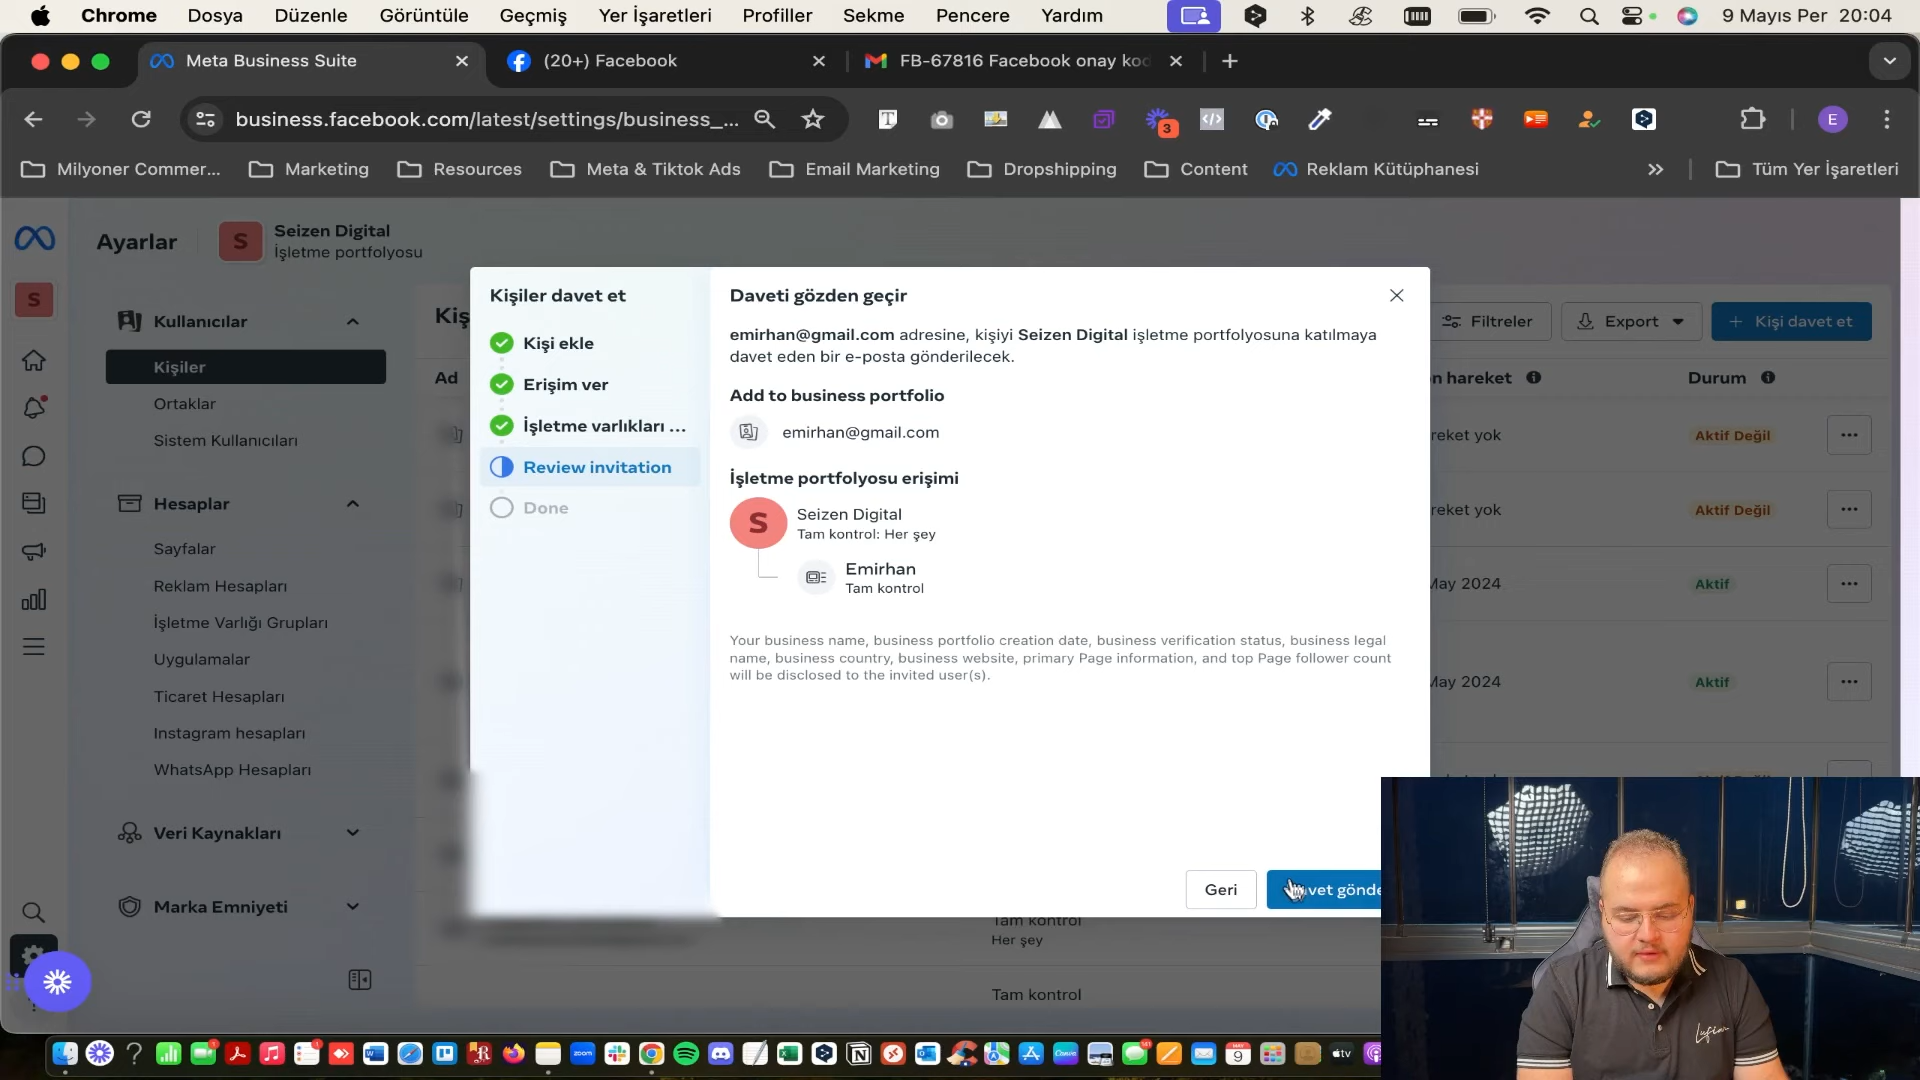 Chrome Dosya Düzenle Görüntüle Geçmiş Yer İşaretleri Profiller Sekme Pencere Yardım 9 Mayıs Per 20:04
Meta Business Suite (20+) Facebook FB-67816 Facebook onay
business.facebook.com/latest/settings/business_... 3 E
Milyoner Commer... Marketing Resources Meta & Tiktok Ads Email Marketing Dropshipping Content Reklam Kütüphanesi Tüm Yer İşaretleri
Ayarlar
S
Seizen Digital
İşletme portfolyosu
S
Kullanıcılar
Kişiler
Ortaklar
Sistem Kullanıcıları
Hesaplar
Sayfalar
Reklam Hesapları
İşletme Varlığı Grupları
Uygulamalar
Ticaret Hesapları
Instagram hesapları
WhatsApp Hesapları
Veri Kaynakları
Marka Emniyeti
Ad
Kişiler davet et
Kişi ekle
Erişim ver
İşletme varlıkları ...
Review invitation
Done
Daveti gözden geçir
emirhan@gmail.com adresine, kişiyi Seizen Digital işletme portfolyosuna katılmaya
davet eden bir e-posta gönderilecek.
Add to business portfolio
emirhan@gmail.com
İşletme portfolyosu erişimi
S
Seizen Digital
Tam kontrol: Her şey
Emirhan
Tam kontrol
Your business name, business portfolio creation date, business verification status, business legal
name, business country, business website, primary Page information, and top Page follower count
will be disclosed to the invited user(s).
Geri
Filtreler Export + Kişi davet et
hareket Durum
yok Aktif Değil
yok Aktif Değil
May 2024 Aktif
May 2024 Aktif
Tam kontrol
Her şey
Tam kontrol
Lufian
zoom
Canva
9
tv